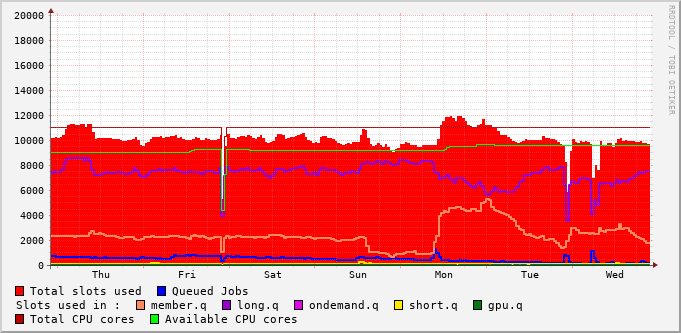 20000
18000
16000
14000
12000
10000
8000
6000
4000
2000
0
Thu Fri Sat Sun Mon Tue Wed
Total slots used Queued Jobs
Slots used in : member.q long.q ondemand.q short.q gpu.q
Total CPU cores Available CPU cores
RRDTOOL / TOBI OETIKER